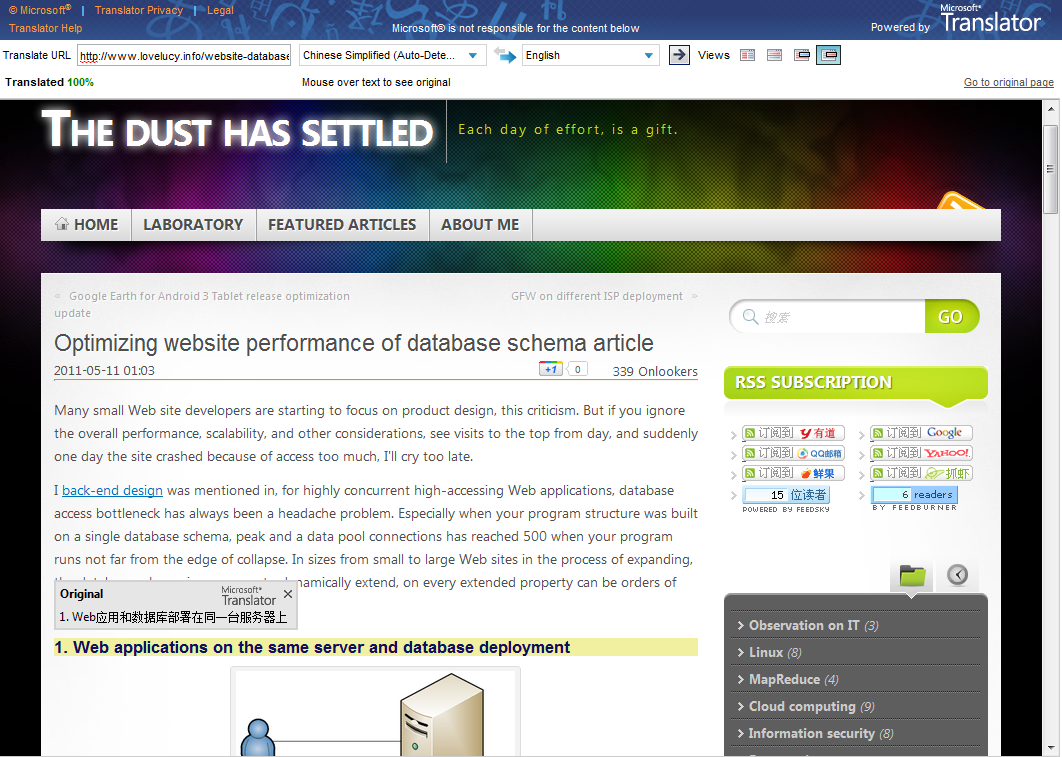 © Microsoft® | Translator Privacy | Legal
Translator Help
Microsoft® is not responsible for the content below
Powered by Microsoft® Translator
Translate URL http://www.lovelucy.info/website-database Chinese Simplified (Auto-Dete... English Views
Translated 100%
Mouse over text to see original
Go to original page
THE DUST HAS SETTLED
Each day of effort, is a gift.
HOME LABORATORY FEATURED ARTICLES ABOUT ME
« Google Earth for Android 3 Tablet release optimization
update
GFW on different ISP deployment »
Optimizing website performance of database schema article
2011-05-11 01:03
+1 0
339 Onlookers
Many small Web site developers are starting to focus on product design, this criticism. But if you ignore
the overall performance, scalability, and other considerations, see visits to the top from day, and suddenly
one day the site crashed because of access too much, I'll cry too late.
I back-end design was mentioned in, for highly concurrent high-accessing Web applications, database
access bottleneck has always been a headache problem. Especially when your program structure was built
on a single database schema, peak and a data pool connections has reached 500 when your program
runs not far from the edge of collapse. In sizes from small to large Web sites in the process of expanding,
namically extend, on every extended property can be orders of
Original
Microsoft® Translator
1. Web应用和数据库部署在同一台服务器上
1. Web applications on the same server and database deployment
搜索
GO
RSS SUBSCRIPTION
订阅到 有道
订阅到 Google
订阅到 QQ邮箱
订阅到 YAHOO!
订阅到 鲜果
订阅到 抓虾
15 位读者
POWERED BY FEEDSKY
6 readers
BY FEEDBURNER
Observation on IT (3)
Linux (8)
MapReduce (4)
Cloud computing (9)
Information security (8)